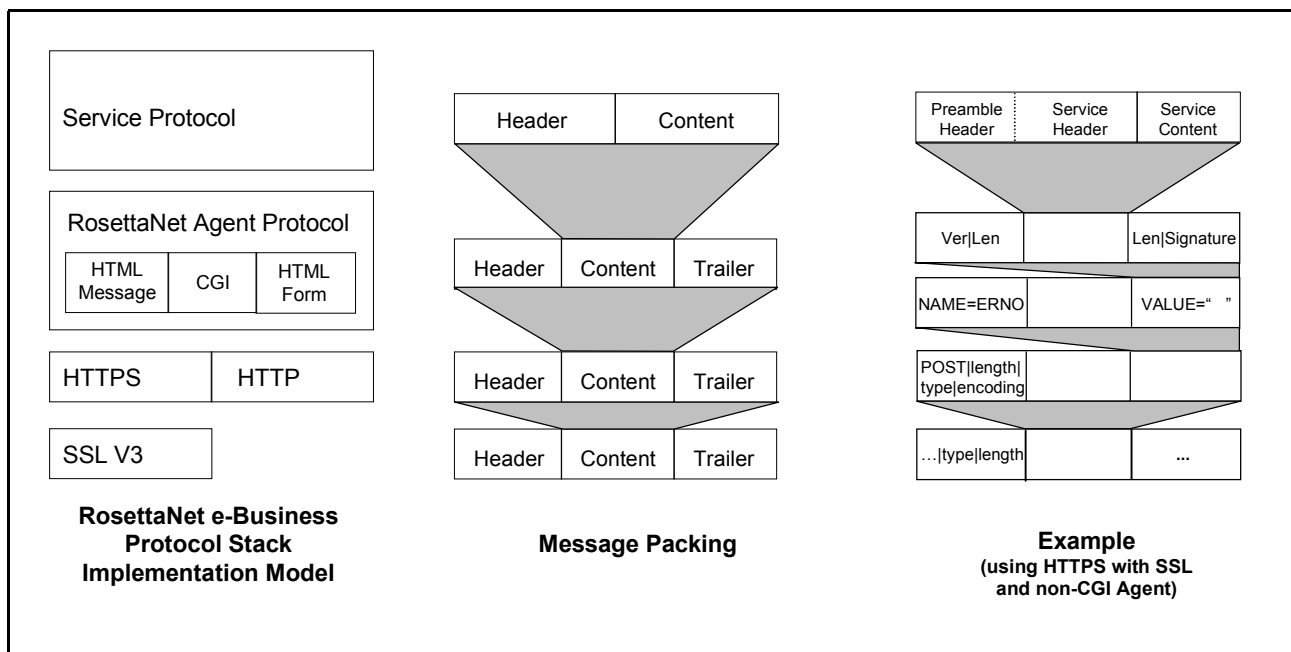 Service Protocol
RosettaNet Agent Protocol
HTML
Message
CGI
HTML
Form
HTTPS
HTTP
SSL V3
RosettaNet e-Business
Protocol Stack
Implementation Model
Header
Content
Header
Content
Trailer
Header
Content
Trailer
Header
Content
Trailer
Message Packing
Preamble
Header
Service
Header
Service
Content
Ver|Len
Len|Signature
NAME=ERNO
VALUE=“ ”
POST|length|
type|encoding
…|type|length
...
Example
(using HTTPS with SSL
and non-CGI Agent)